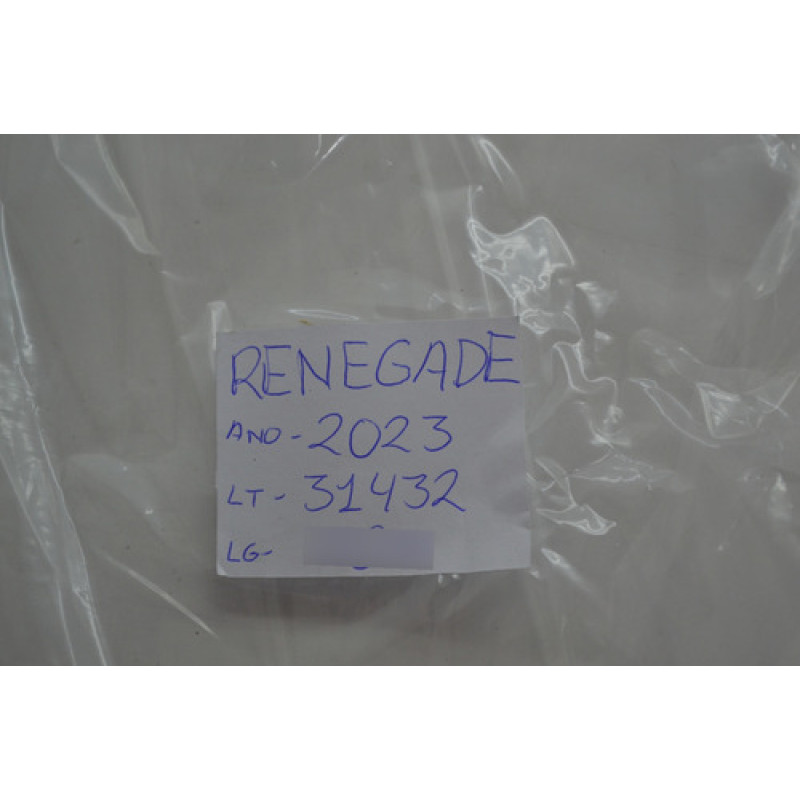 RENEGADE
ANO - 2023
LT - 31432
LG-